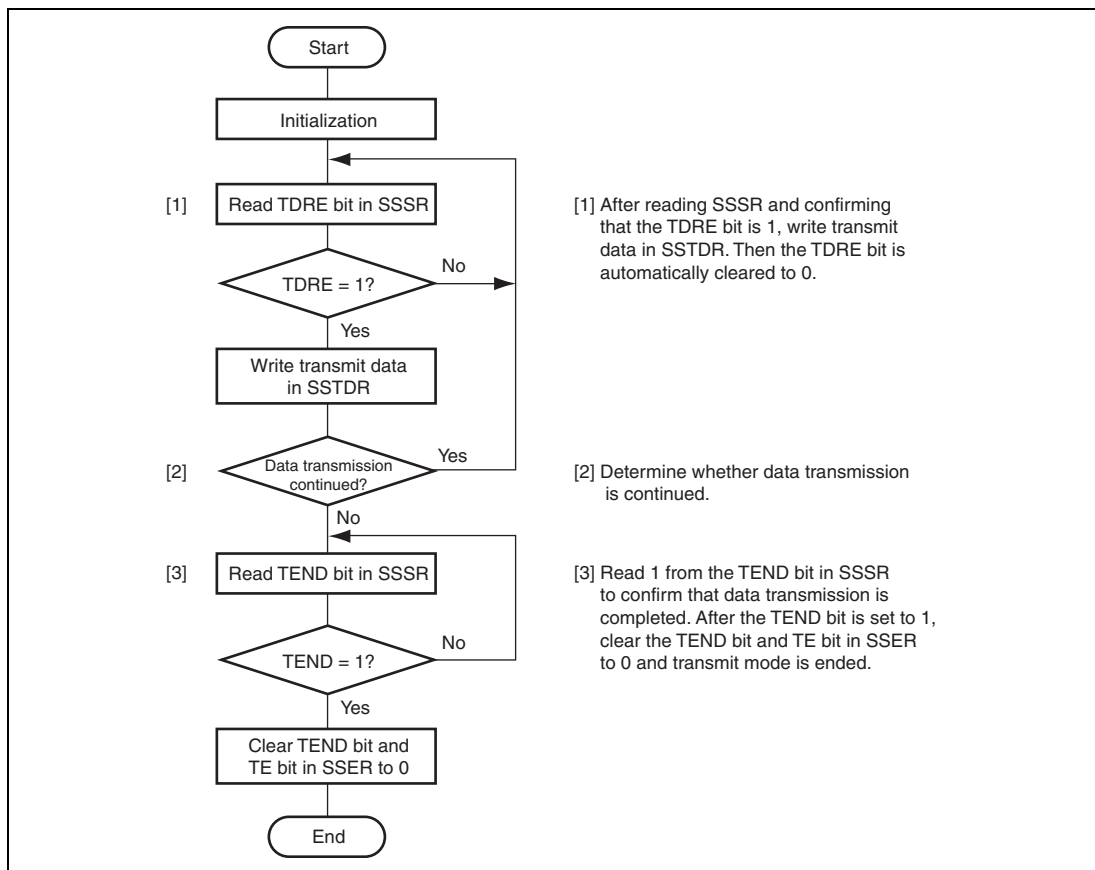 Start
Initialization
[1]
Read TDRE bit in SSSR
[1] After reading SSSR and confirming
that the TDRE bit is 1, write transmit
data in SSTDR. Then the TDRE bit is
automatically cleared to 0.
TDRE = 1?
No
Yes
Write transmit data
in SSTDR
[2]
Data transmission
continued?
Yes
[2] Determine whether data transmission
is continued.
No
[3]
Read TEND bit in SSSR
[3] Read 1 from the TEND bit in SSSR
to confirm that data transmission is
completed. After the TEND bit is set to 1,
clear the TEND bit and TE bit in SSER
to 0 and transmit mode is ended.
TEND = 1?
No
Yes
Clear TEND bit and
TE bit in SSER to 0
End